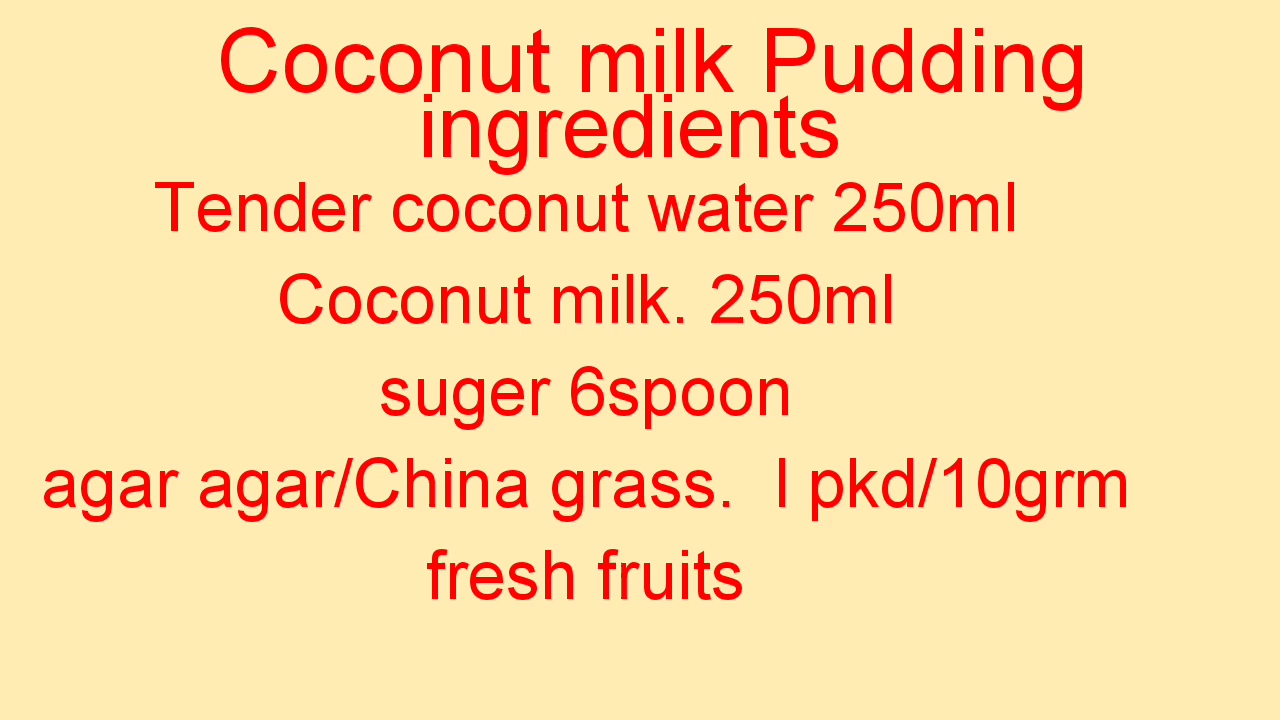 Coconut milk Pudding
ingredients
Tender coconut water 250ml
Coconut milk. 250ml
suger 6spoon
agar agar/China grass.  l pkd/10grm
fresh fruits